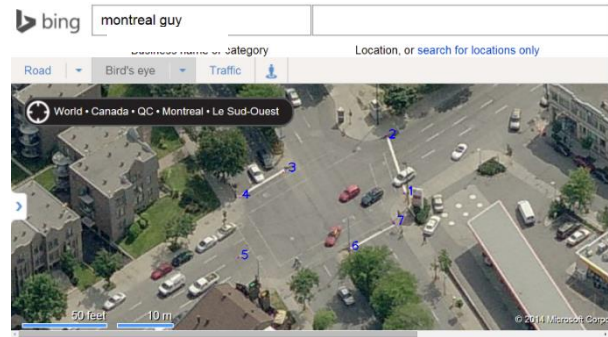 bing
montreal guy
Business name or category
Location, or search for locations only
Road
Bird's eye
Traffic
World • Canada • QC • Montreal • Le Sud-Ouest
2
3
4
1
7
6
5
50 feet
10 m
© 2014 Microsoft Corpo